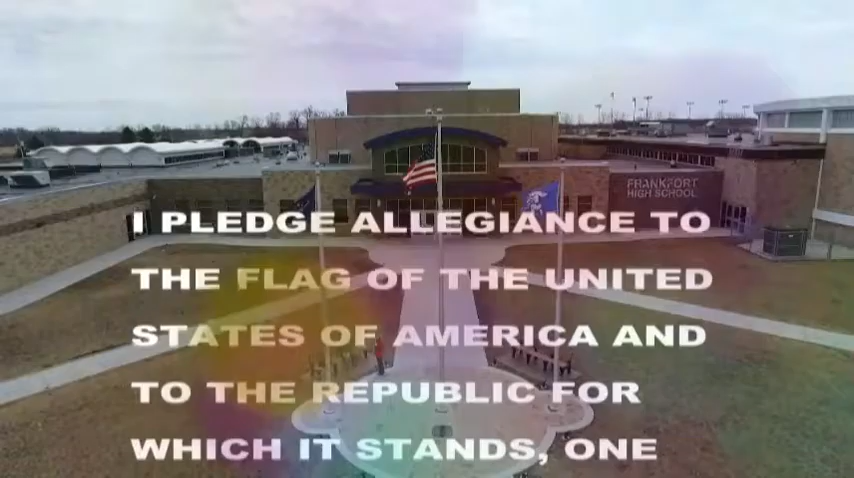 FRANKFORT
HIGH SCHOOL
I PLEDGE ALLEGIANCE TO
THE FLAG OF THE UNITED
STATES OF AMERICA AND
TO THE REPUBLIC FOR
WHICH IT STANDS, ONE